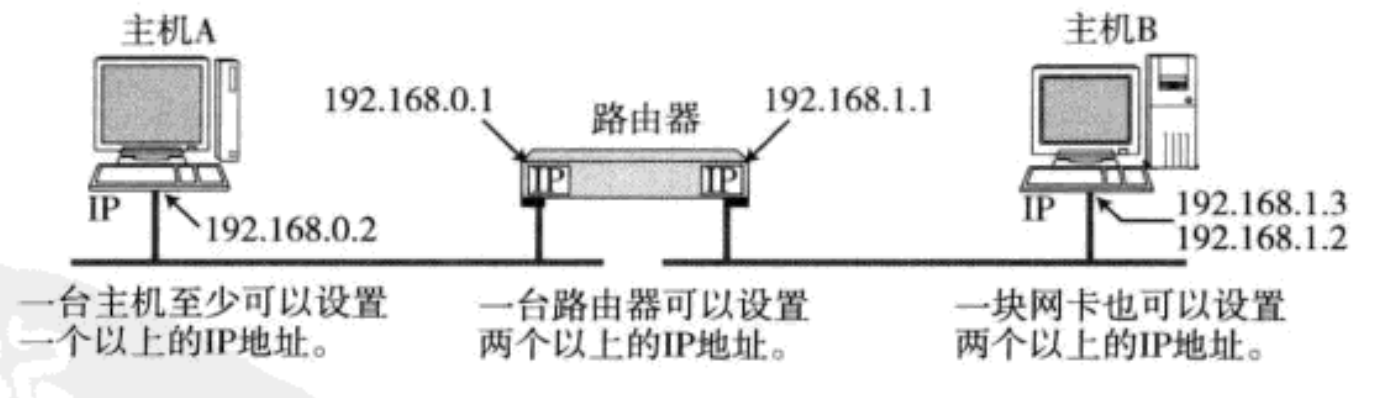 主机A
192.168.0.1
路由器
192.168.1.1
主机B
IP
192.168.0.2
IP
IP
IP
192.168.1.3
192.168.1.2
一台主机至少可以设置
一个以上的IP地址。
一台路由器可以设置
两个以上的IP地址。
一块网卡也可以设置
两个以上的IP地址。